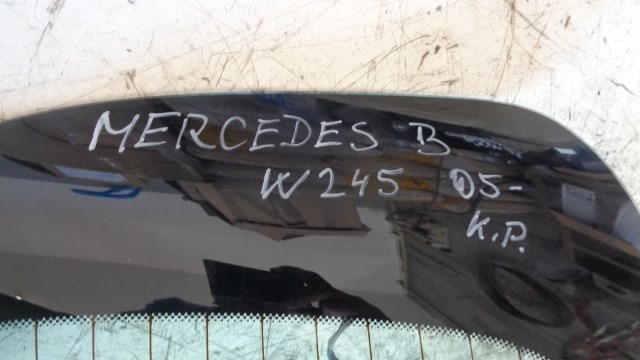 MERCEDES B
W245 05-
K.P.